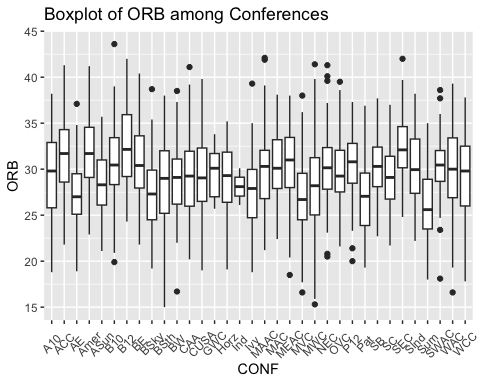 Boxplot of ORB among Conferences
45
40
35
30
25
20
15
ORB
A10 ACC AE Amer ASun B10 B12 BE BSky BSth BW CAA CUSA GWC Horz Ind Ivy MAAC MAC MEAC MVC MWC NEC OVC P12 Pat SB SC SEC Slnd Sum SWAC WAC WCC
CONF